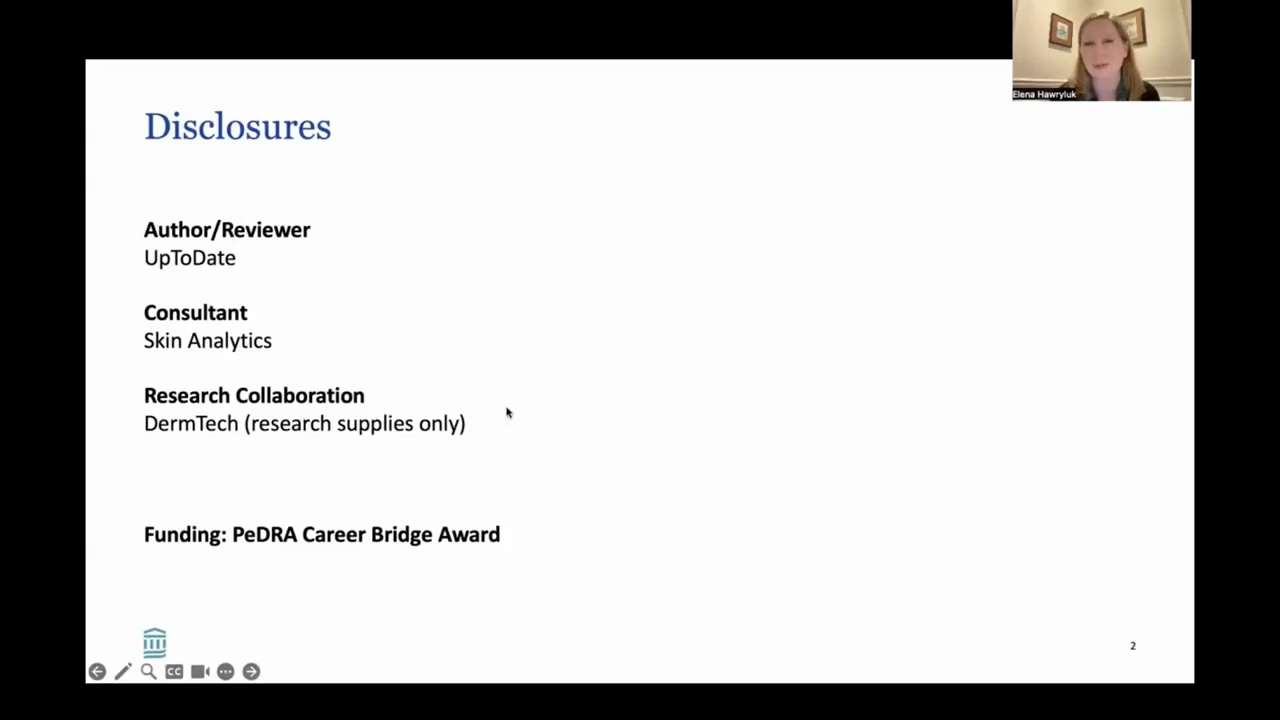 Elena Hawryluk
Disclosures
Author/Reviewer
UpToDate
Consultant
Skin Analytics
Research Collaboration
DermTech (research supplies only)
Funding: PeDRA Career Bridge Award
2
CC